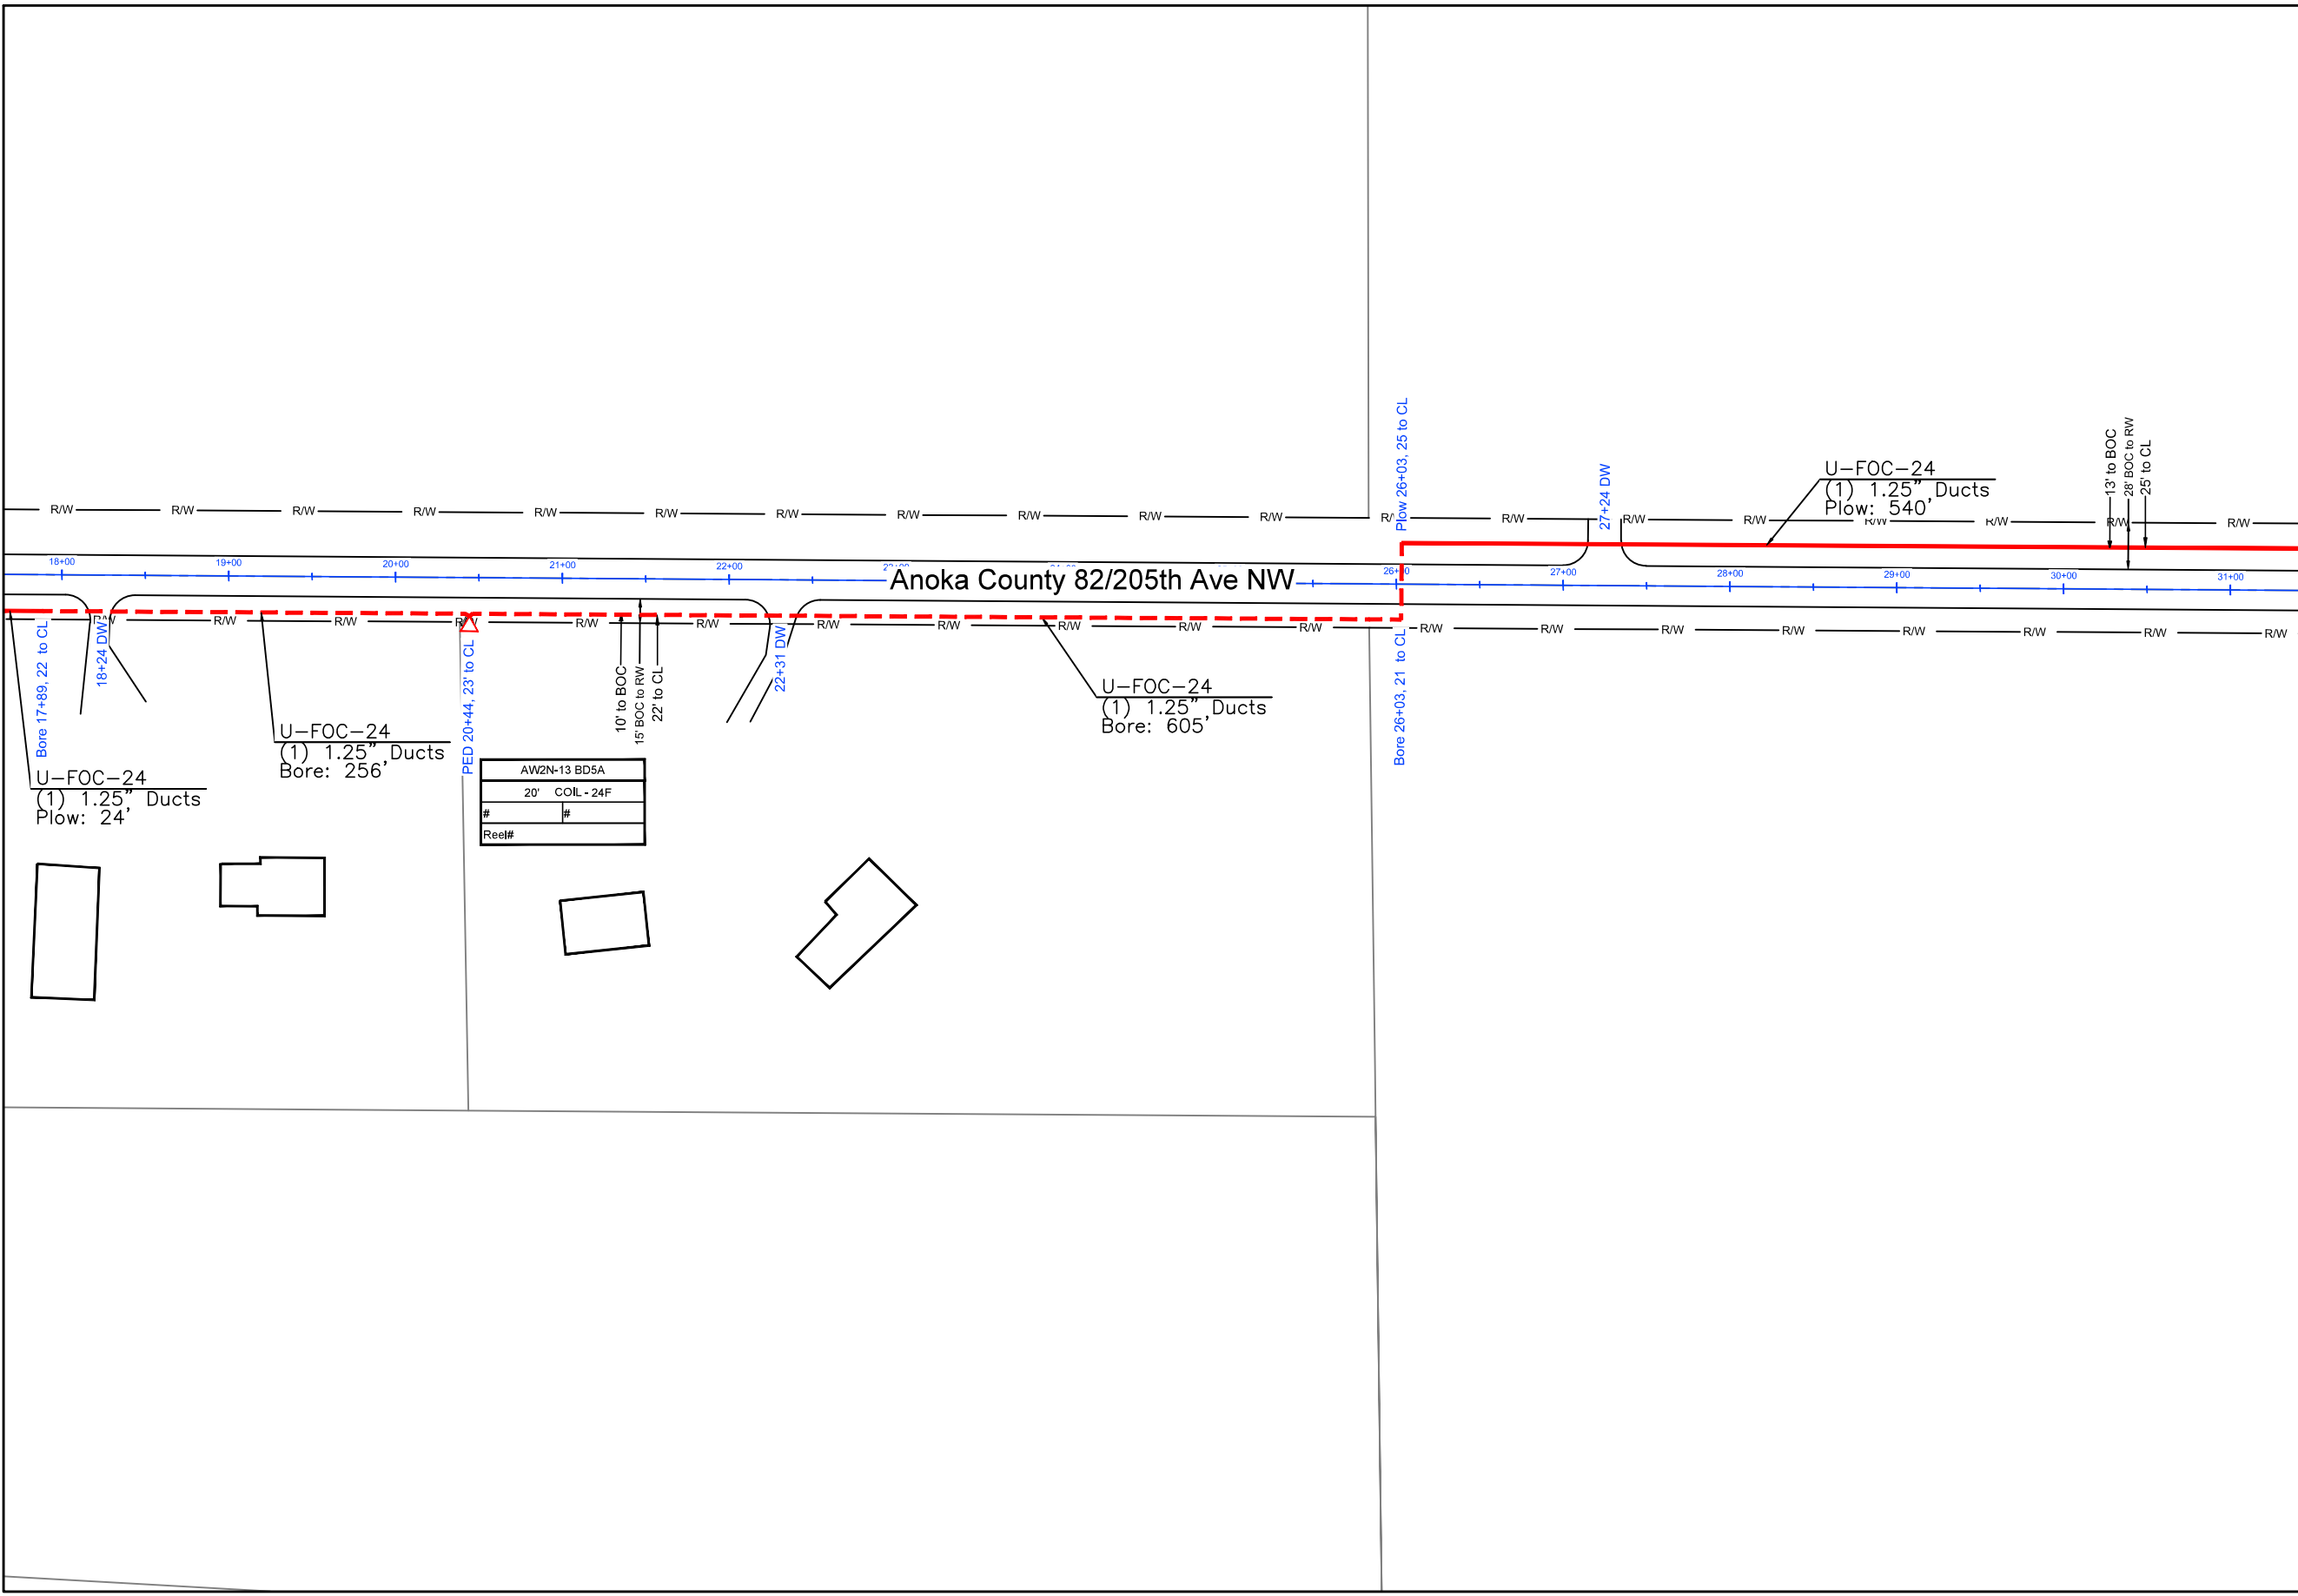 Plow 26+03, 25 to CL
27+24 DW
U-FOC-24
(1) 1.25", Ducts
Plow: 540'
13' to BOC
28' BOC to RW
25' to CL
R/W R/W R/W R/W R/W R/W R/W R/W R/W R/W R/W R/W R/W R/W R/W R/W R/W R/W
18+00 19+00 20+00 21+00 22+00 26+00 27+00 28+00 29+00 30+00 31+00
Anoka County 82/205th Ave NW
R/W R/W R/W R/W R/W R/W R/W R/W R/W R/W R/W R/W R/W R/W R/W R/W R/W R/W R/W
Bore 17+89, 22 to CL
18+24 DW
PED 20+44, 23' to CL
10' to BOC
15' BOC to RW
22' to CL
22+31 DW
Bore 26+03, 21 to CL
U-FOC-24
(1) 1.25", Ducts
Bore: 605'
U-FOC-24
(1) 1.25", Ducts
Bore: 256'
U-FOC-24
(1) 1.25", Ducts
Plow: 24'
AW2N-13 BD5A
20' COIL - 24F
# #
Reel#